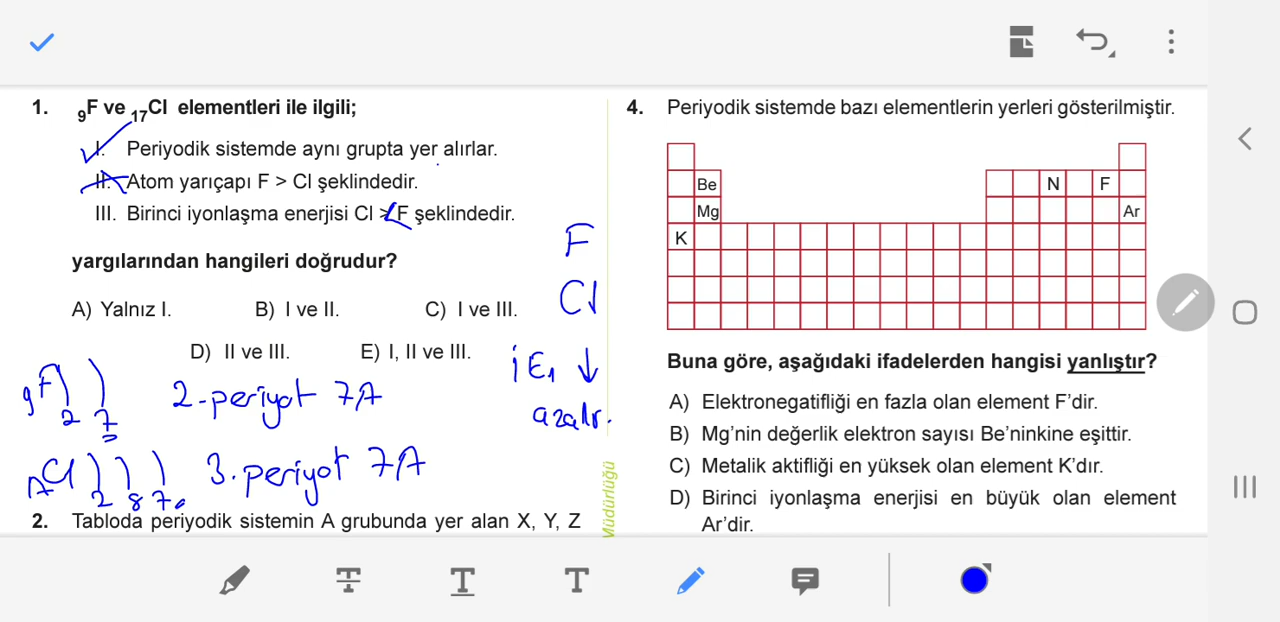 1. 9F ve 17Cl elementleri ile ilgili;
I. Periyodik sistemde aynı grupta yer alırlar.
II. Atom yarıçapı F > Cl şeklindedir.
III. Birinci iyonlaşma enerjisi Cl > F şeklindedir.
yargılarından hangileri doğrudur?
A) Yalnız I. B) I ve II. C) I ve III.
D) II ve III. E) I, II ve III.
F
Cl
İE1 ↓
azalır.
9F ) ) 2-periyot 7A
2 7
17Cl ) ) ) 3.periyot 7A
2 8 7
2. Tabloda periyodik sistemin A grubunda yer alan X, Y, Z
Müdürlüğü
4. Periyodik sistemde bazı elementlerin yerleri gösterilmiştir.
Be N F
Mg Ar
K
Buna göre, aşağıdaki ifadelerden hangisi yanlıştır?
A) Elektronegatifliği en fazla olan element F'dir.
B) Mg'nin değerlik elektron sayısı Be'ninkine eşittir.
C) Metalik aktifliği en yüksek olan element K'dır.
D) Birinci iyonlaşma enerjisi en büyük olan element
Ar'dir.
T T T